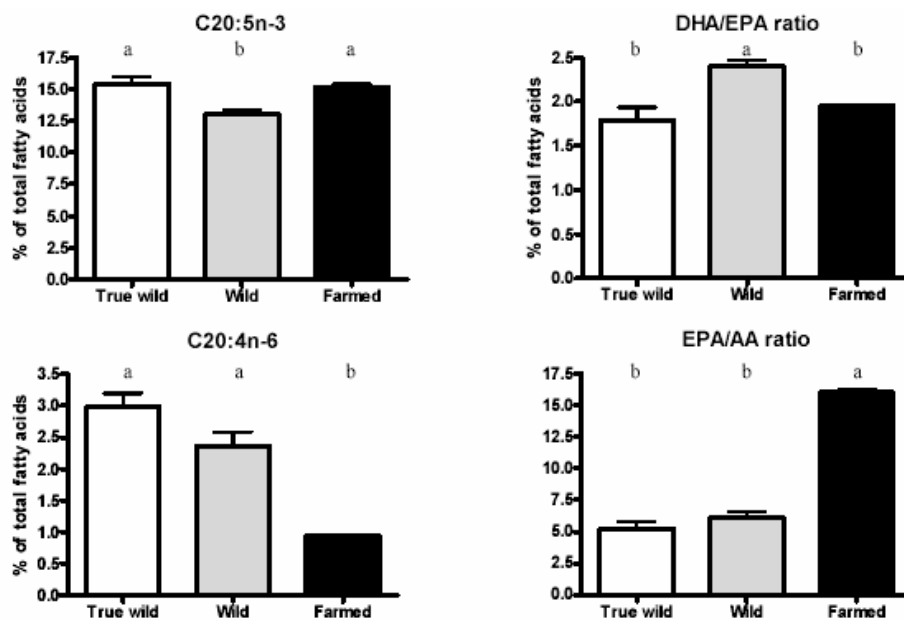 C20:5n-3
a b a
% of total fatty acids
17.5
15.0
12.5
10.0
7.5
5.0
2.5
0.0
True wild Wild Farmed
DHA/EPA ratio
b a b
% of total fatty acids
2.5
2.0
1.5
1.0
0.5
0.0
True wild Wild Farmed
C20:4n-6
a a b
% of total fatty acids
3.5
3.0
2.5
2.0
1.5
1.0
0.5
0.0
True wild Wild Farmed
EPA/AA ratio
b b a
% of total fatty acids
17.5
15.0
12.5
10.0
7.5
5.0
2.5
0.0
True wild Wild Farmed